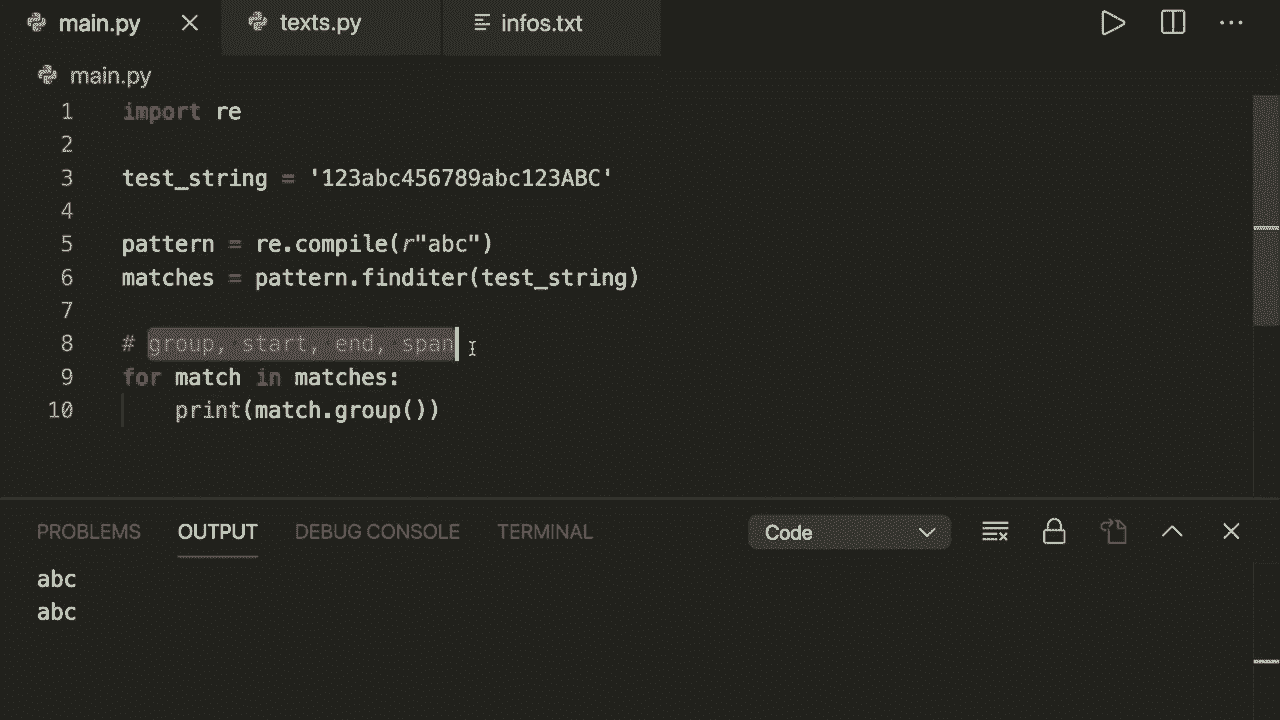 main.py
texts.py
infos.txt
main.py
1 import re
2
3 test_string = '123abc456789abc123ABC'
4
5 pattern = re.compile(r"abc")
6 matches = pattern.finditer(test_string)
7
8 # group, start, end, span
9 for match in matches:
10 print(match.group())
PROBLEMS OUTPUT DEBUG CONSOLE TERMINAL Code
abc
abc